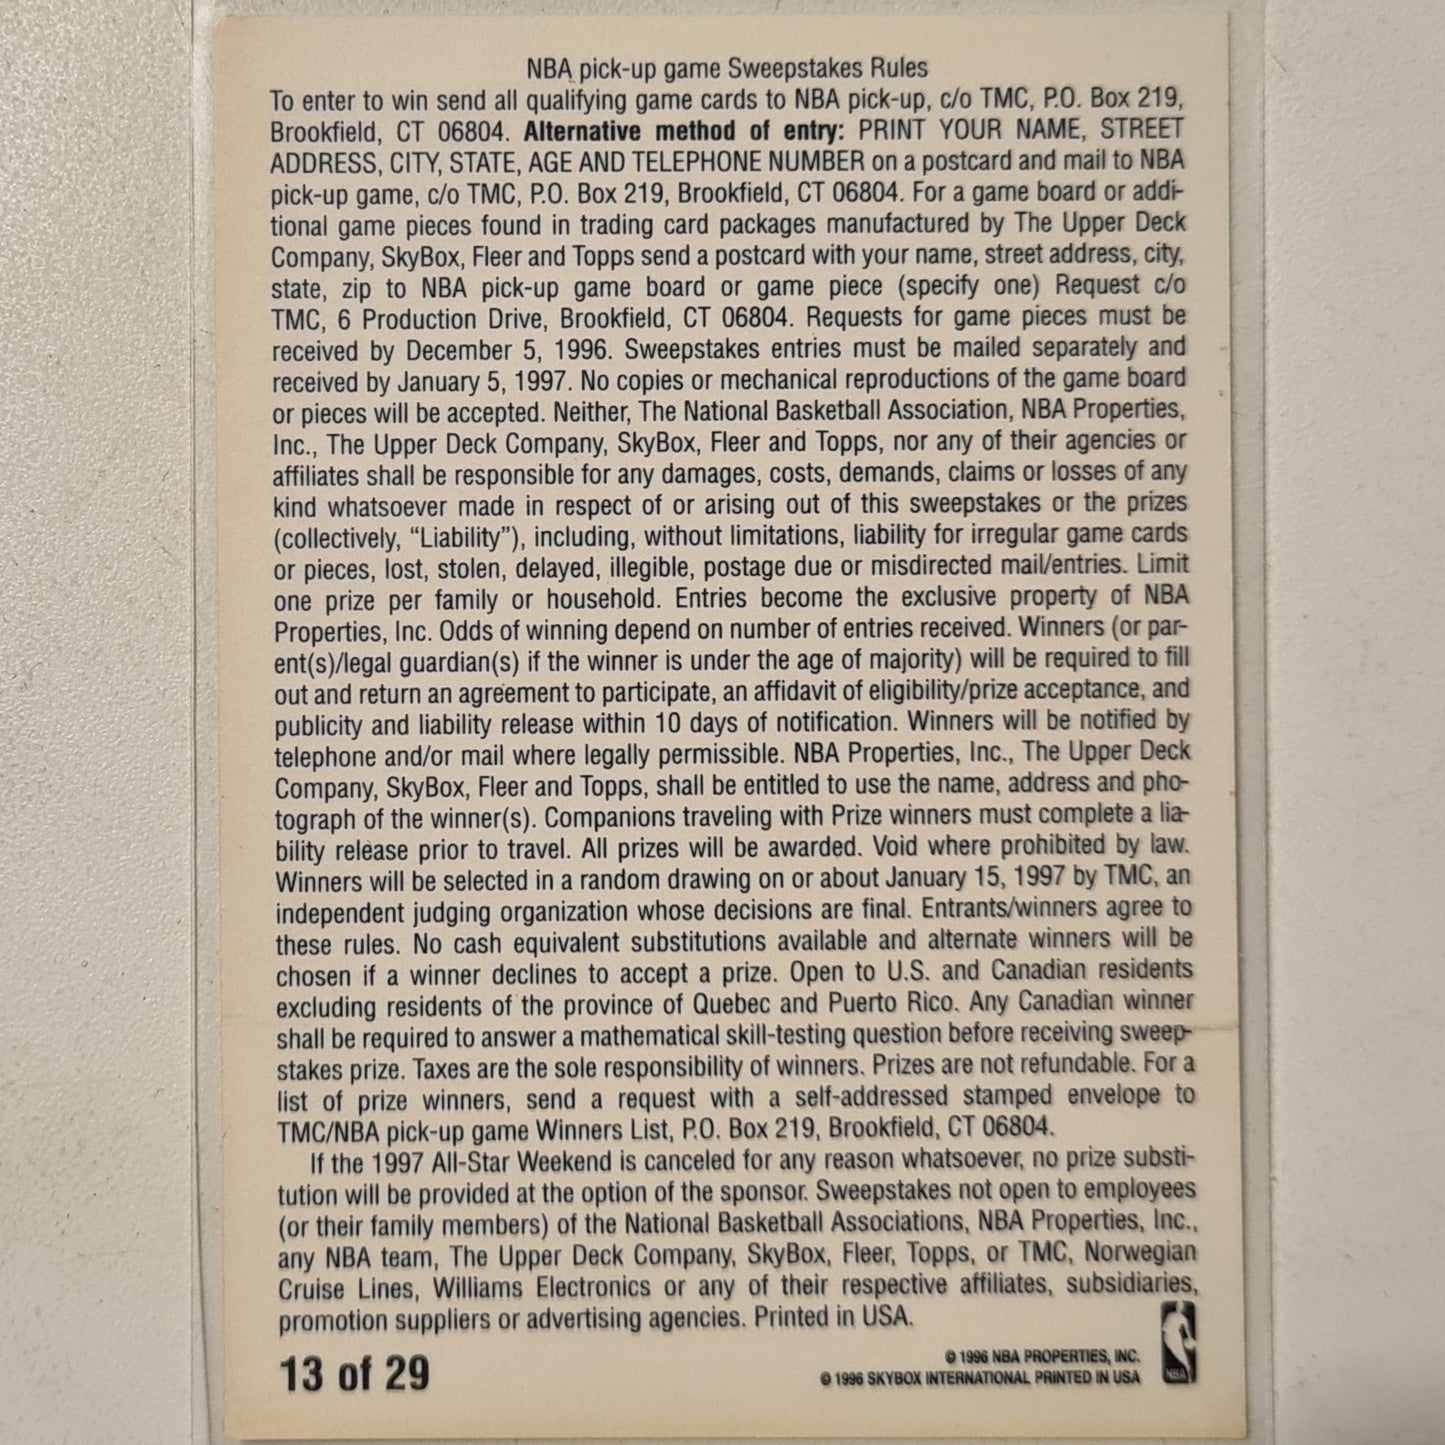 NBA pick-up game Sweepstakes Rules
To enter to win send all qualifying game cards to NBA pick-up, c/o TMC, P.O. Box 219,
Brookfield, CT 06804. Alternative method of entry: PRINT YOUR NAME, STREET
ADDRESS, CITY, STATE, AGE AND TELEPHONE NUMBER on a postcard and mail to NBA
pick-up game, c/o TMC, P.O. Box 219, Brookfield, CT 06804. For a game board or addi-
tional game pieces found in trading card packages manufactured by The Upper Deck
Company, SkyBox, Fleer and Topps send a postcard with your name, street address, city,
state, zip to NBA pick-up game board or game piece (specify one) Request c/o
TMC, 6 Production Drive, Brookfield, CT 06804. Requests for game pieces must be
received by December 5, 1996. Sweepstakes entries must be mailed separately and
received by January 5, 1997. No copies or mechanical reproductions of the game board
or pieces will be accepted. Neither, The National Basketball Association, NBA Properties,
Inc., The Upper Deck Company, SkyBox, Fleer and Topps, nor any of their agencies or
affiliates shall be responsible for any damages, costs, demands, claims or losses of any
kind whatsoever made in respect of or arising out of this sweepstakes or the prizes
(collectively, “Liability”), including, without limitations, liability for irregular game cards
or pieces, lost, stolen, delayed, illegible, postage due or misdirected mail/entries. Limit
one prize per family or household. Entries become the exclusive property of NBA
Properties, Inc. Odds of winning depend on number of entries received. Winners (or par-
ent(s)/legal guardian(s) if the winner is under the age of majority) will be required to fill
out and return an agreement to participate, an affidavit of eligibility/prize acceptance, and
publicity and liability release within 10 days of notification. Winners will be notified by
telephone and/or mail where legally permissible. NBA Properties, Inc., The Upper Deck
Company, SkyBox, Fleer and Topps, shall be entitled to use the name, address and pho-
tograph of the winner(s). Companions traveling with Prize winners must complete a lia-
bility release prior to travel. All prizes will be awarded. Void where prohibited by law.
Winners will be selected in a random drawing on or about January 15, 1997 by TMC, an
independent judging organization whose decisions are final. Entrants/winners agree to
these rules. No cash equivalent substitutions available and alternate winners will be
chosen if a winner declines to accept a prize. Open to U.S. and Canadian residents
excluding residents of the province of Quebec and Puerto Rico. Any Canadian winner
shall be required to answer a mathematical skill-testing question before receiving sweep-
stakes prize. Taxes are the sole responsibility of winners. Prizes are not refundable. For a
list of prize winners, send a request with a self-addressed stamped envelope to
TMC/NBA pick-up game Winners List, P.O. Box 219, Brookfield, CT 06804.
If the 1997 All-Star Weekend is canceled for any reason whatsoever, no prize substi-
tution will be provided at the option of the sponsor. Sweepstakes not open to employees
(or their family members) of the National Basketball Associations, NBA Properties, Inc.,
any NBA team, The Upper Deck Company, SkyBox, Fleer, Topps, or TMC, Norwegian
Cruise Lines, Williams Electronics or any of their respective affiliates, subsidiaries,
promotion suppliers or advertising agencies. Printed in USA.
13 of 29
© 1996 NBA PROPERTIES, INC.
© 1996 SKYBOX INTERNATIONAL PRINTED IN USA
NBA